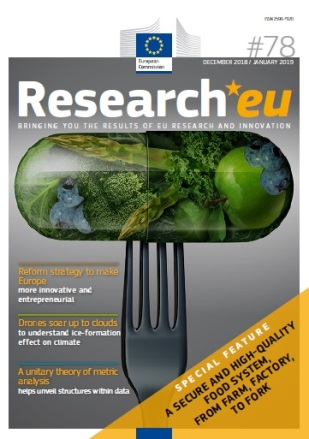 #78
European
Commission
DECEMBER 2018 / JANUARY 2019
Research*eu
BRINGING YOU THE RESULTS OF EU RESEARCH AND INNOVATION
Reform strategy to make
Europe
more innovative and
entrepreneurial
Drones soar up to clouds
to understand ice-formation
effect on climate
A unitary theory of metric
analysis
helps unveil structures within data
SPECIAL FEATURE
A SECURE AND HIGH-QUALITY
FOOD SYSTEM,
FROM FARM, FACTORY,
TO FORK